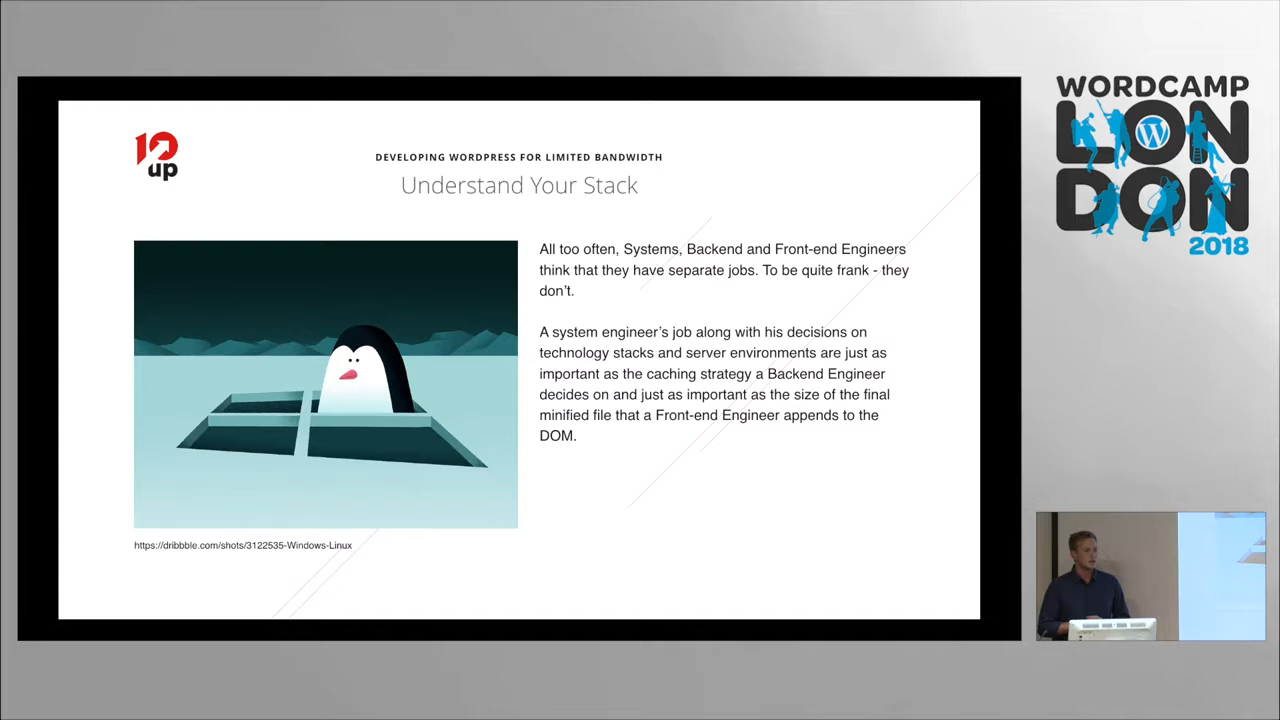 10
up
DEVELOPING WORDPRESS FOR LIMITED BANDWIDTH
Understand Your Stack
All too often, Systems, Backend and Front-end Engineers
think that they have separate jobs. To be quite frank - they
don’t.
A system engineer’s job along with his decisions on
technology stacks and server environments are just as
important as the caching strategy a Backend Engineer
decides on and just as important as the size of the final
minified file that a Front-end Engineer appends to the
DOM.
https://dribbble.com/shots/3122535-Windows-Linux
WORDCAMP
LON
DON
2018